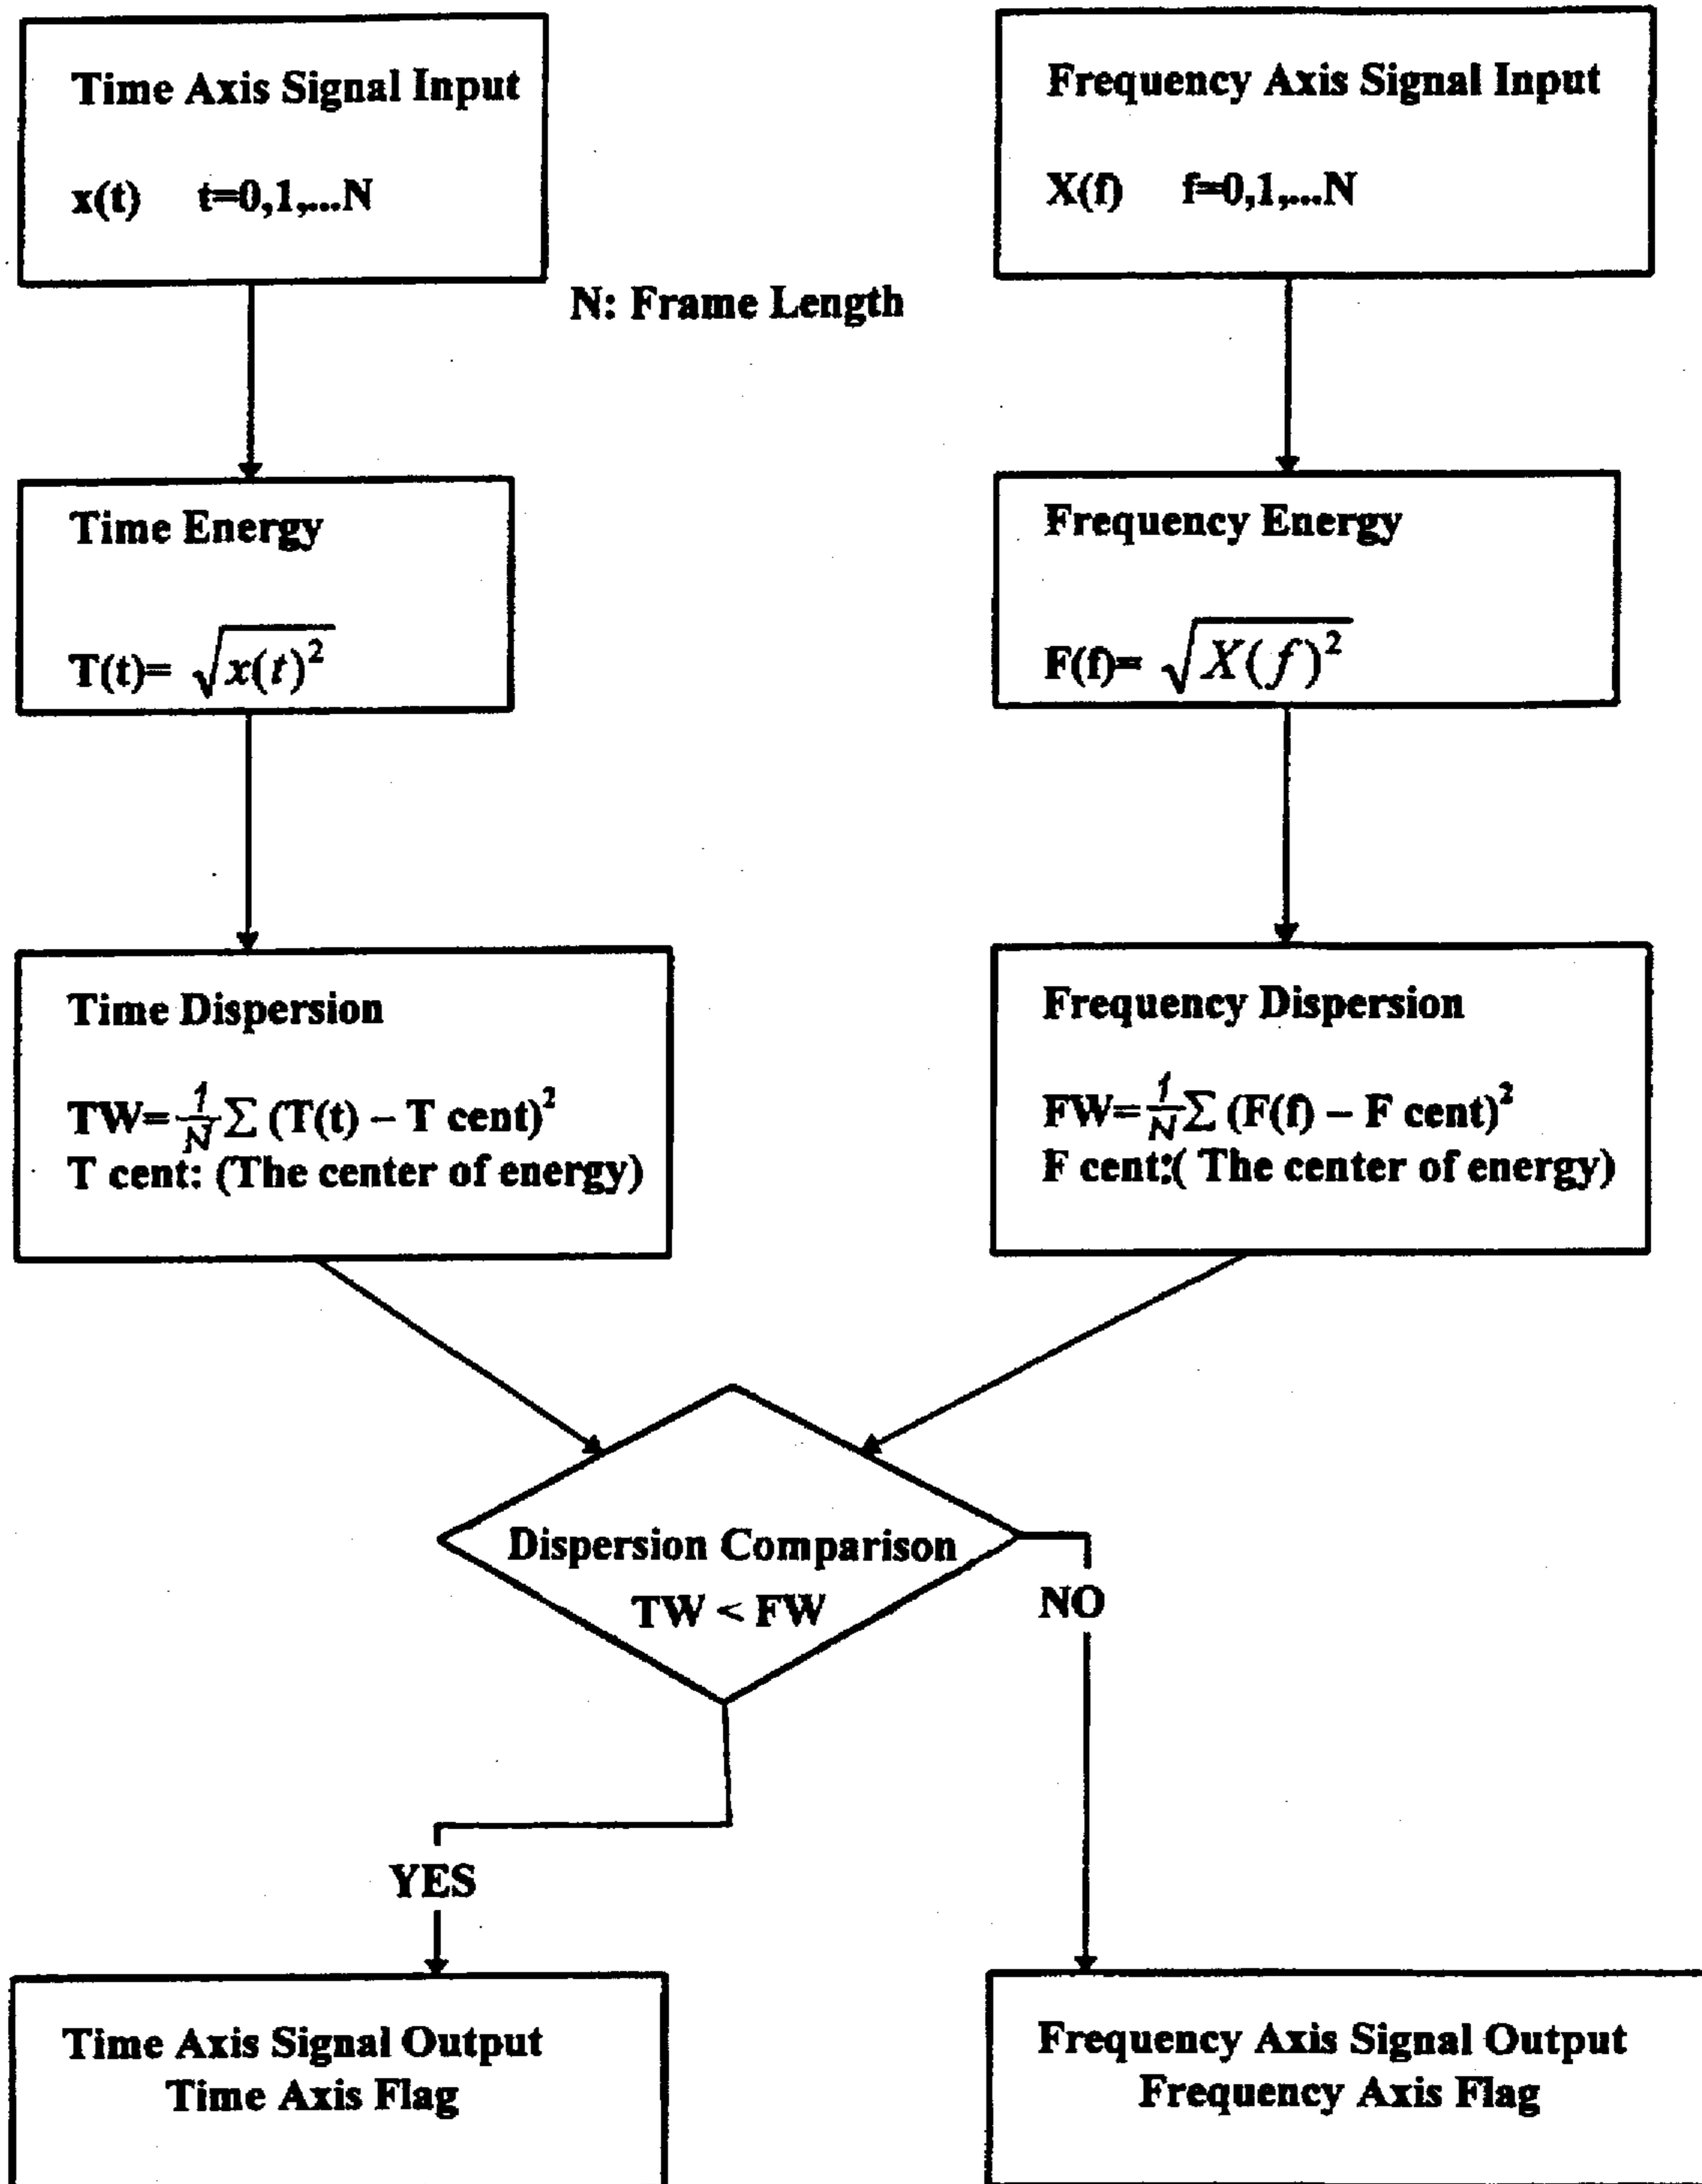 Time Axis Signal Input
x(t) t=0,1,...N
Frequency Axis Signal Input
X(f) f=0,1,...N
N: Frame Length
Time Energy
T(t)= √x(t)²
Frequency Energy
F(f)= √X(f)²
Time Dispersion
TW=1/N Σ (T(t) – T cent)²
T cent: (The center of energy)
Frequency Dispersion
FW=1/N Σ (F(f) – F cent)²
F cent:( The center of energy)
Dispersion Comparison
TW < FW
NO
YES
Time Axis Signal Output
Time Axis Flag
Frequency Axis Signal Output
Frequency Axis Flag